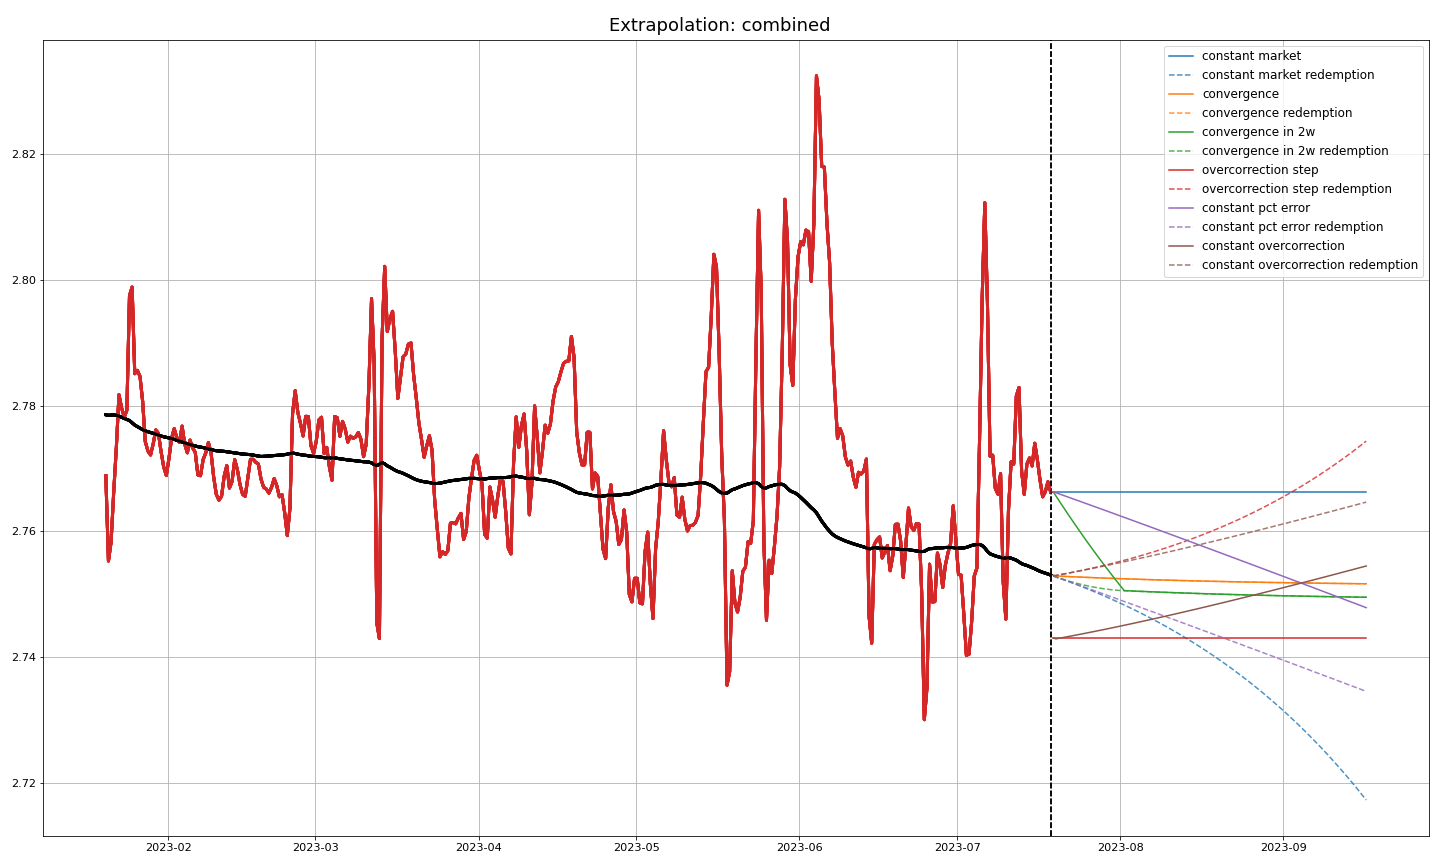 Extrapolation: combined
constant market
constant market redemption
convergence
convergence redemption
convergence in 2w
convergence in 2w redemption
overcorrection step
overcorrection step redemption
constant pct error
constant pct error redemption
constant overcorrection
constant overcorrection redemption
2.82
2.80
2.78
2.76
2.74
2.72
2023-02 2023-03 2023-04 2023-05 2023-06 2023-07 2023-08 2023-09